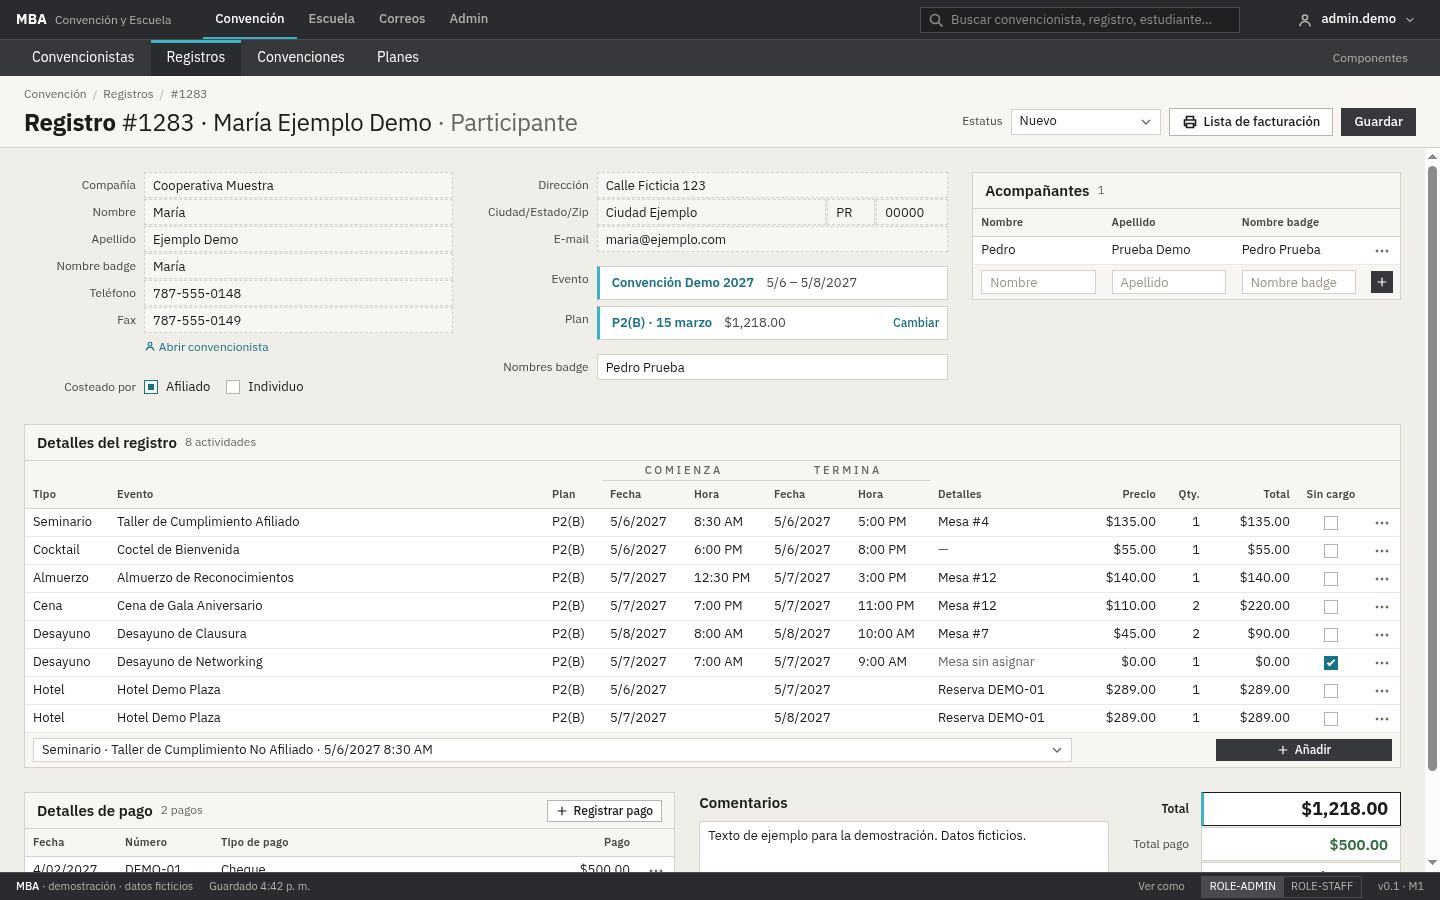 MBA Convención y Escuela Convención Escuela Correos Admin Buscar convencionista, registro, estudiante... admin.demo
Convencionistas Registros Convenciones Planes Componentes
Convención / Registros / #1283
Registro #1283 · María Ejemplo Demo · Participante Estatus Nuevo Lista de facturación Guardar
Compañía Cooperativa Muestra
Nombre María
Apellido Ejemplo Demo
Nombre badge María
Teléfono 787-555-0148
Fax 787-555-0149
Abrir convencionista
Costeado por Afiliado Individuo
Dirección Calle Ficticia 123
Ciudad/Estado/Zip Ciudad Ejemplo PR 00000
E-mail maria@ejemplo.com
Evento Convención Demo 2027 5/6 – 5/8/2027
Plan P2(B) · 15 marzo $1,218.00 Cambiar
Nombres badge Pedro Prueba
Acompañantes 1
Nombre Apellido Nombre badge
Pedro Prueba Demo Pedro Prueba ...
Nombre Apellido Nombre badge +
Detalles del registro 8 actividades
COMIENZA TERMINA
Tipo Evento Plan Fecha Hora Fecha Hora Detalles Precio Qty. Total Sin cargo
Seminario Taller de Cumplimiento Afiliado P2(B) 5/6/2027 8:30 AM 5/6/2027 5:00 PM Mesa #4 $135.00 1 $135.00 ...
Cocktail Coctel de Bienvenida P2(B) 5/6/2027 6:00 PM 5/6/2027 8:00 PM — $55.00 1 $55.00 ...
Almuerzo Almuerzo de Reconocimientos P2(B) 5/7/2027 12:30 PM 5/7/2027 3:00 PM Mesa #12 $140.00 1 $140.00 ...
Cena Cena de Gala Aniversario P2(B) 5/7/2027 7:00 PM 5/7/2027 11:00 PM Mesa #12 $110.00 2 $220.00 ...
Desayuno Desayuno de Clausura P2(B) 5/8/2027 8:00 AM 5/8/2027 10:00 AM Mesa #7 $45.00 2 $90.00 ...
Desayuno Desayuno de Networking P2(B) 5/7/2027 7:00 AM 5/7/2027 9:00 AM Mesa sin asignar $0.00 1 $0.00 ...
Hotel Hotel Demo Plaza P2(B) 5/6/2027 5/7/2027 Reserva DEMO-01 $289.00 1 $289.00 ...
Hotel Hotel Demo Plaza P2(B) 5/7/2027 5/8/2027 Reserva DEMO-01 $289.00 1 $289.00 ...
Seminario · Taller de Cumplimiento No Afiliado · 5/6/2027 8:30 AM + Añadir
Detalles de pago 2 pagos + Registrar pago
Fecha Número Tipo de pago Pago
4/02/2027 DEMO-01 Cheque $500.00 ...
Comentarios
Texto de ejemplo para la demostración. Datos ficticios.
Total $1,218.00
Total pago $500.00
MBA · demostración · datos ficticios Guardado 4:42 p. m. Ver como ROLE-ADMIN ROLE-STAFF v0.1 · M1